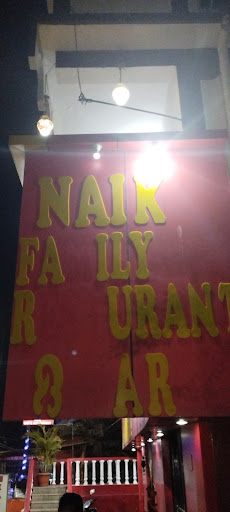 NAIK
FA ILY
R URANT
& AR